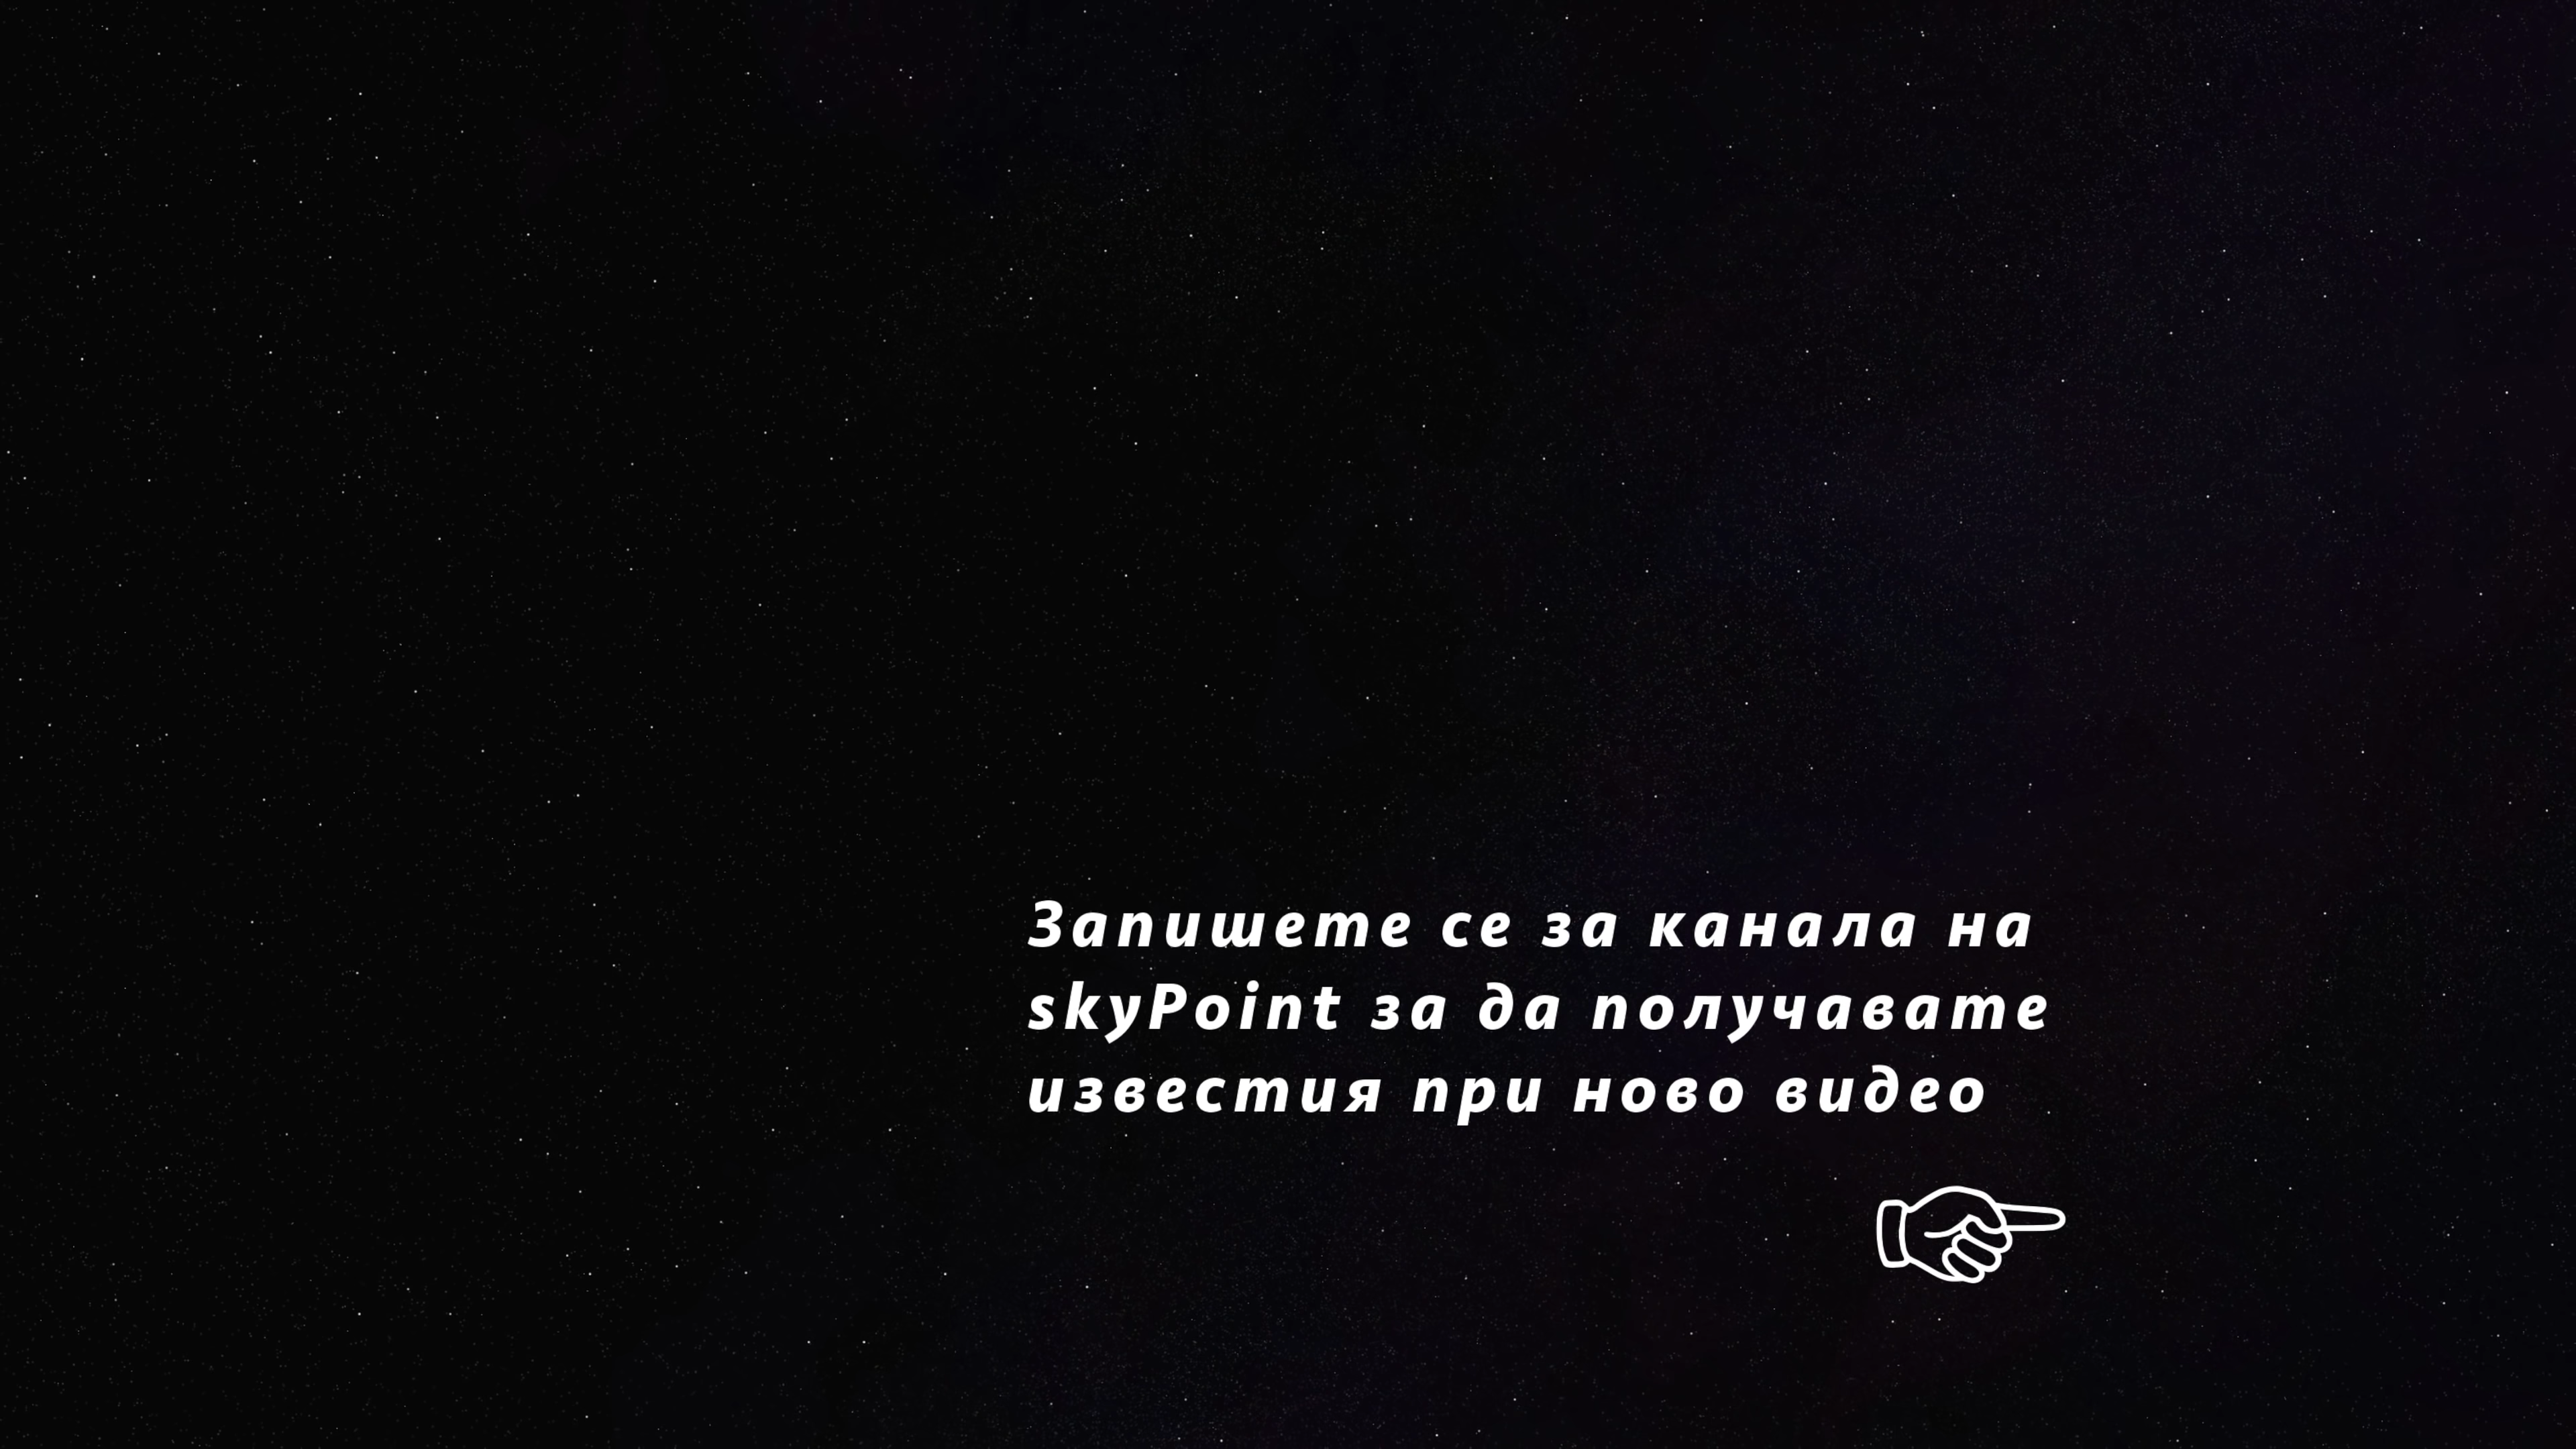 Запишете се за канала на
skyPoint за да получавате
известия при ново видео